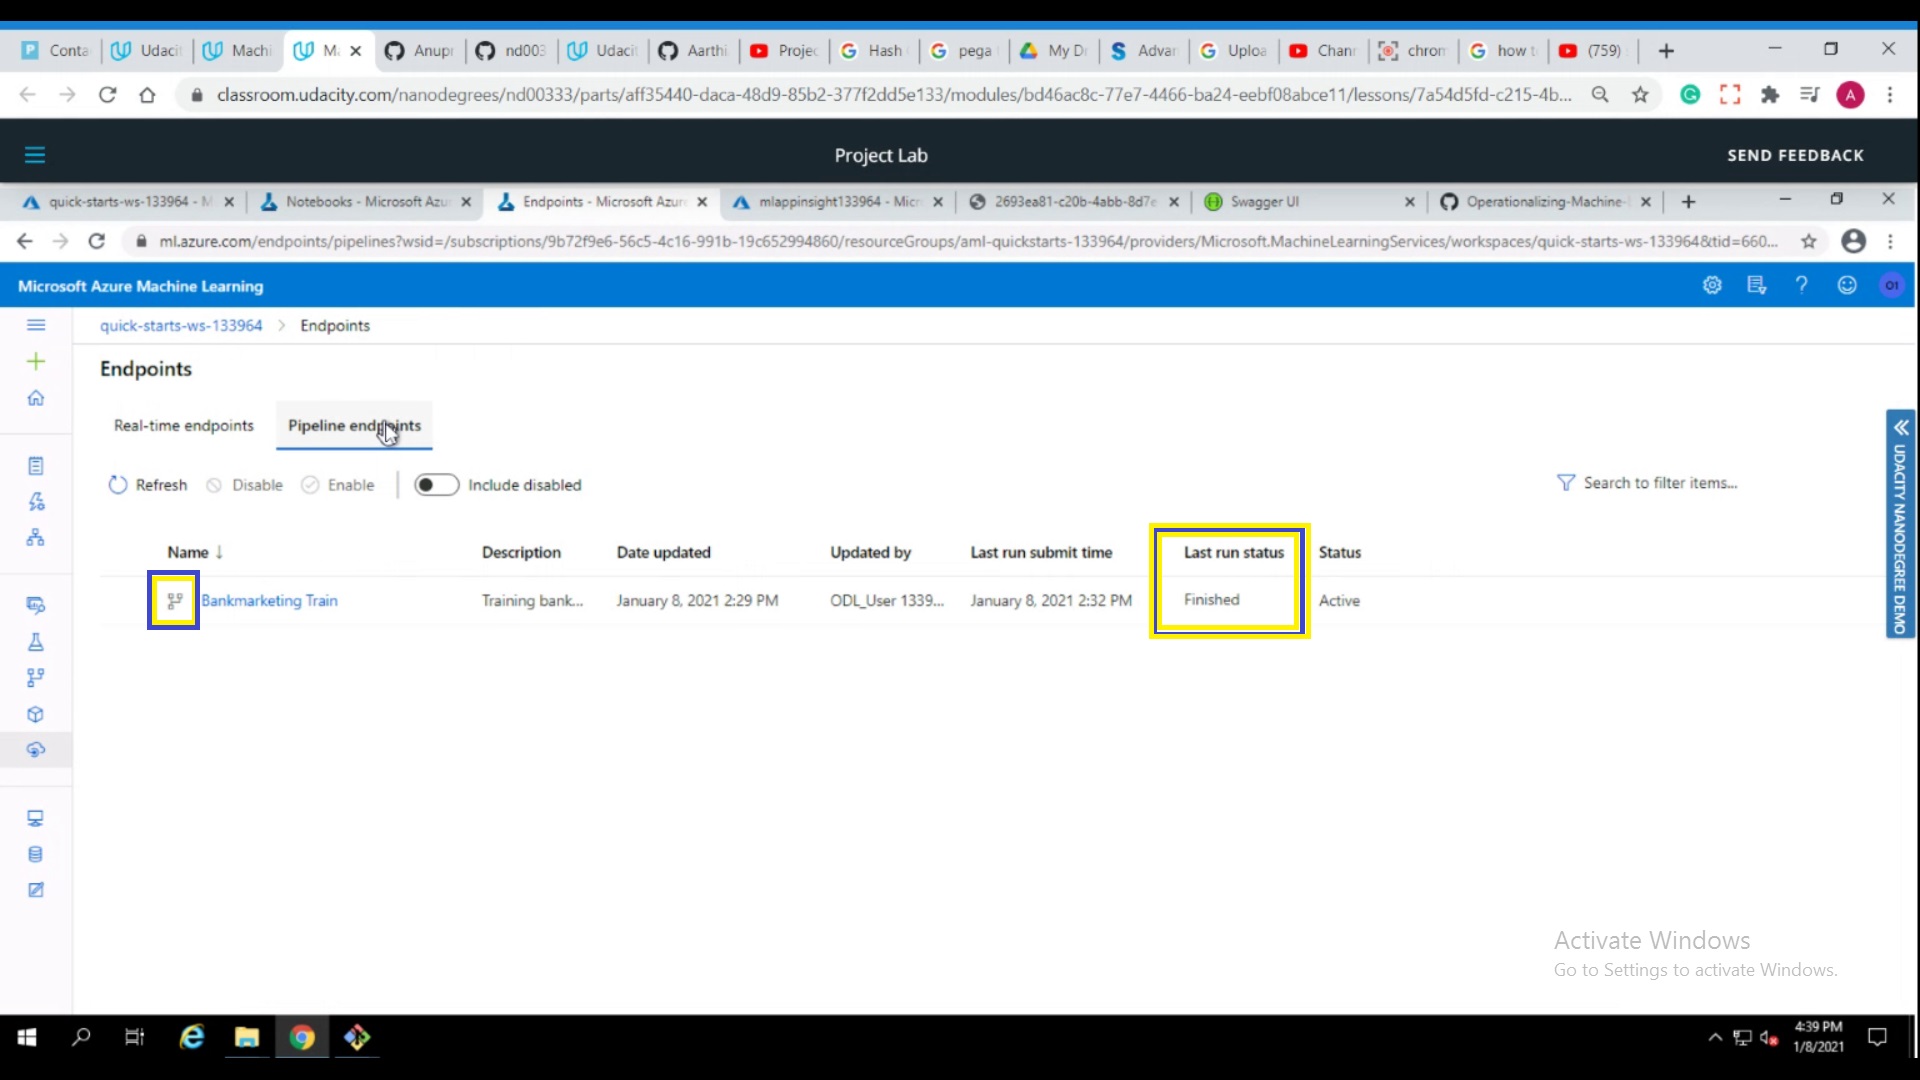 Conta Udaci Machi M Anupr nd003 Udaci Aarthi Projec Hash pega My Dr Advan Uploa Chann chrom how t (759)
classroom.udacity.com/nanodegrees/nd00333/parts/aff35440-daca-48d9-85b2-377f2dd5e133/modules/bd46ac8c-77e7-4466-ba24-eebf08abce11/lessons/7a54d5fd-c215-4b... A
Project Lab SEND FEEDBACK
quick-starts-ws-133964 - M Notebooks - Microsoft Azu Endpoints - Microsoft Azure mlappinsight133964 - Micr 2693ea81-c20b-4abb-8d7e Swagger UI Operationalizing-Machine-
ml.azure.com/endpoints/pipelines?wsid=/subscriptions/9b72f9e6-56c5-4c16-991b-19c652994860/resourceGroups/aml-quickstarts-133964/providers/Microsoft.MachineLearningServices/workspaces/quick-starts-ws-133964&tid=660...
Microsoft Azure Machine Learning O1
quick-starts-ws-133964 > Endpoints
Endpoints
Real-time endpoints Pipeline endpoints
Refresh Disable Enable Include disabled Search to filter items...
Name ↓ Description Date updated Updated by Last run submit time Last run status Status
Bankmarketing Train Training bank... January 8, 2021 2:29 PM ODL_User 1339... January 8, 2021 2:32 PM Finished Active
UDACITY NANODEGREE DEMO
Activate Windows
Go to Settings to activate Windows.
4:39 PM
1/8/2021